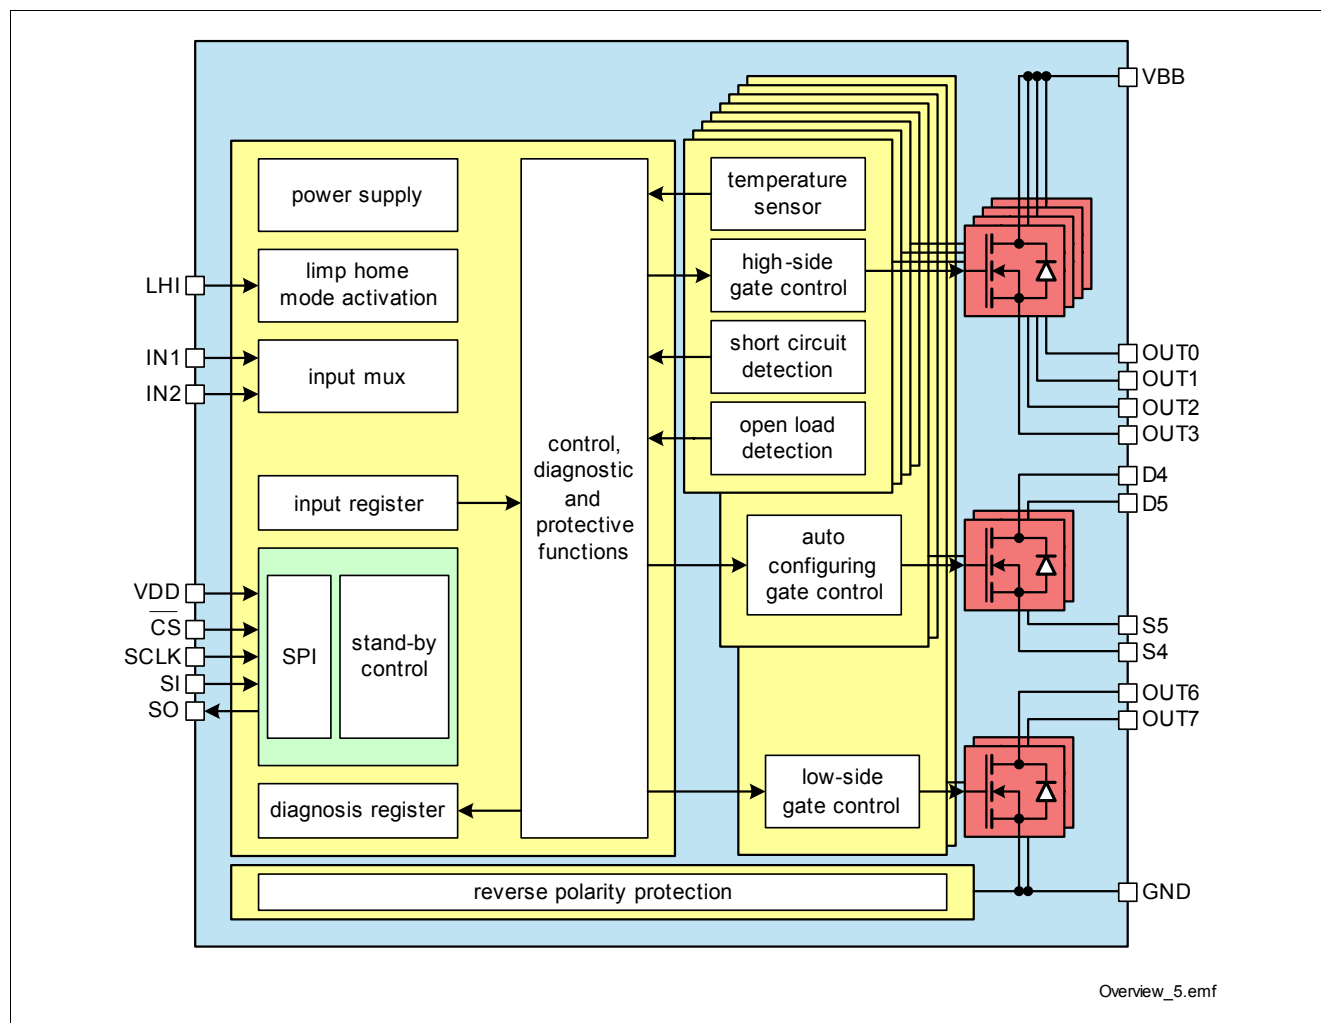 VBB
power supply
temperature
sensor
LHI
limp home
mode activation
high-side
gate control
IN1
IN2
input mux
short circuit
detection
OUT0
OUT1
OUT2
OUT3
open load
detection
control,
diagnostic
and
protective
functions
input register
D4
D5
auto
configuring
gate control
VDD
CS
SCLK
SI
SO
SPI
stand-by
control
S5
S4
OUT6
OUT7
low-side
gate control
diagnosis register
reverse polarity protection
GND
Overview_5.emf